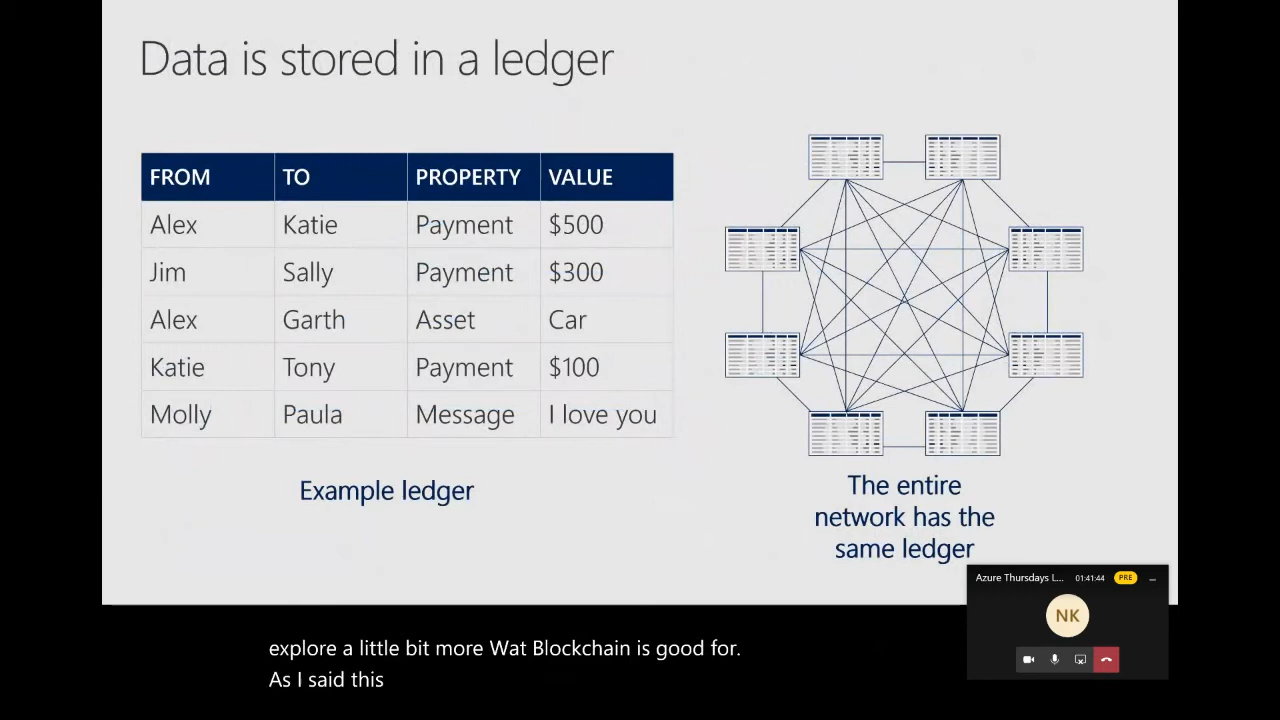 Data is stored in a ledger
FROM TO PROPERTY VALUE
Alex Katie Payment $500
Jim Sally Payment $300
Alex Garth Asset Car
Katie Tony Payment $100
Molly Paula Message I love you
Example ledger
The entire
network has the
same ledger
Azure Thursdays L... 01:41:44 PRE
NK
explore a little bit more Wat Blockchain is good for.
As I said this